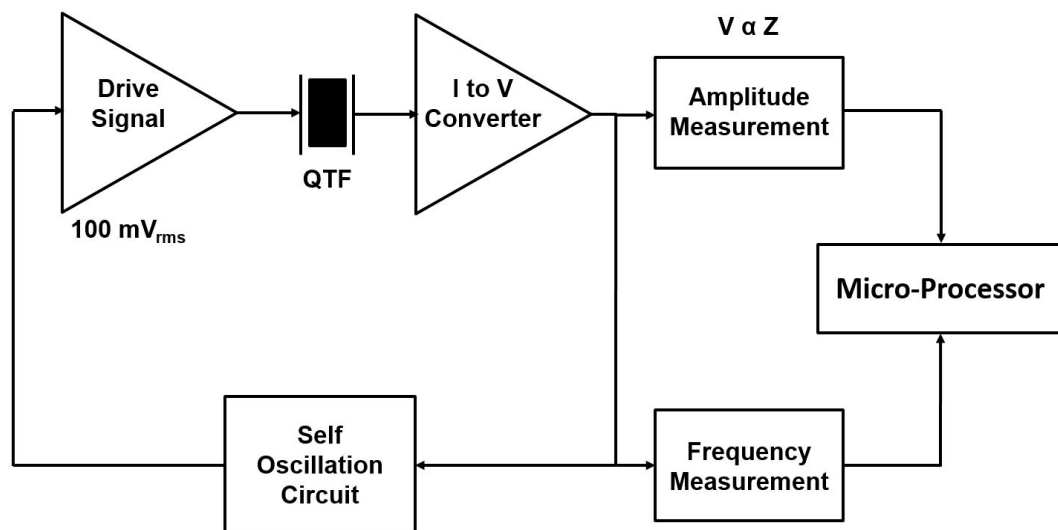 V α Z
Drive
Signal
I to V
Converter
Amplitude
Measurement
QTF
100 mVrms
Micro-Processor
Self
Oscillation
Circuit
Frequency
Measurement